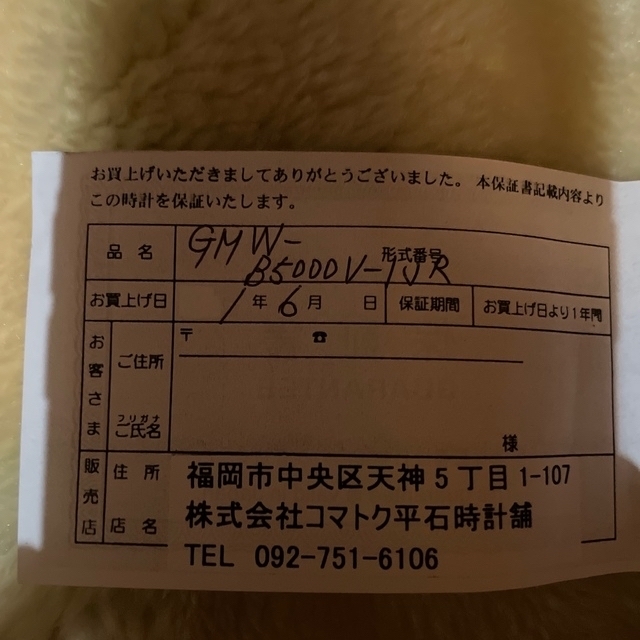 お買上げいただきましてありがとうございました。本保証書記載内容より
この時計を保証いたします。
品名 GMW-
B5000V-1JR 形式番号
お買上げ日 1年6月 日 保証期間 お買上げ日より1年間
お客さま
ご住所 〒 ☎
フリガナ
ご氏名 様
販売店
住所 福岡市中央区天神5丁目1-107
店名 株式会社コマトク平石時計舗
TEL 092-751-6106